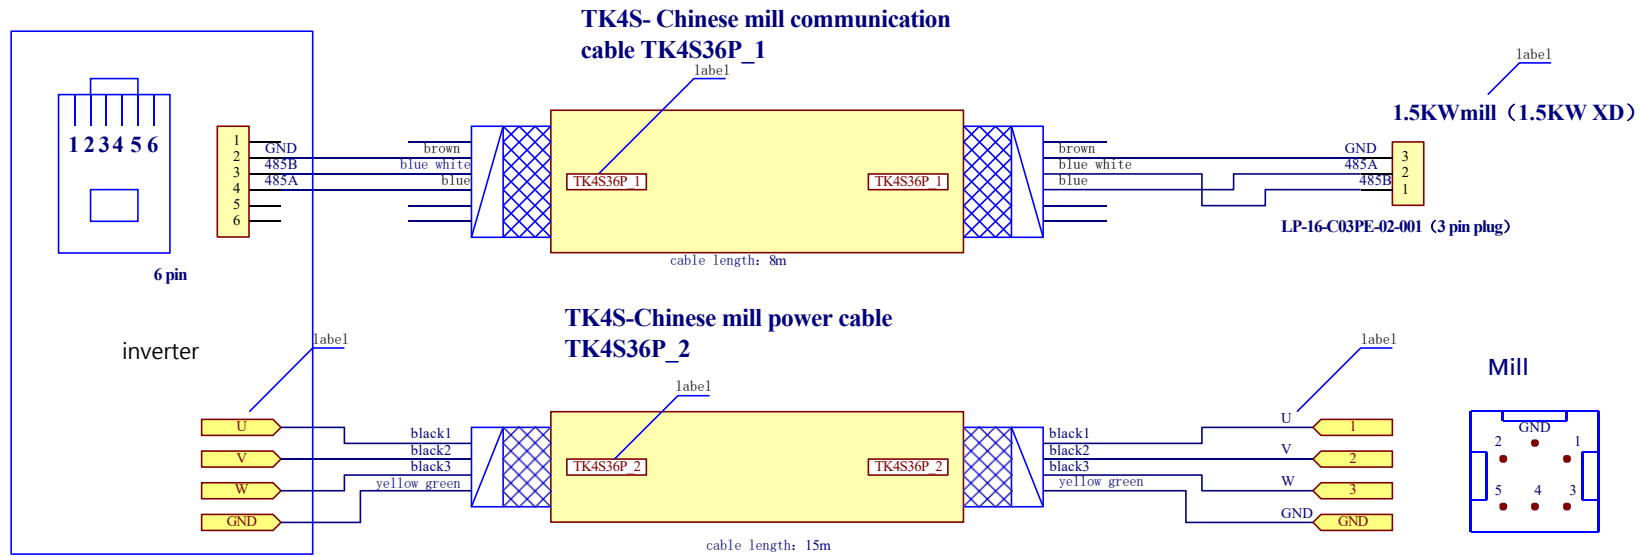 TK4S- Chinese mill communication
cable TK4S36P_1
label
label
1.5KWmill（1.5KW XD）
1 2 3 4 5 6
1
2
3
4
5
6
GND
485B
485A
brown
blue white
blue
TK4S36P_1
TK4S36P_1
brown
blue white
blue
GND
485A
485B
3
2
1
LP-16-C03PE-02-001（3 pin plug）
6 pin
cable length: 8m
TK4S-Chinese mill power cable
TK4S36P_2
inverter
label
label
label
Mill
U
V
W
GND
black1
black2
black3
yellow green
TK4S36P_2
TK4S36P_2
black1
black2
black3
yellow green
U
V
W
GND
1
2
3
GND
GND
2
1
5
4
3
cable length: 15m